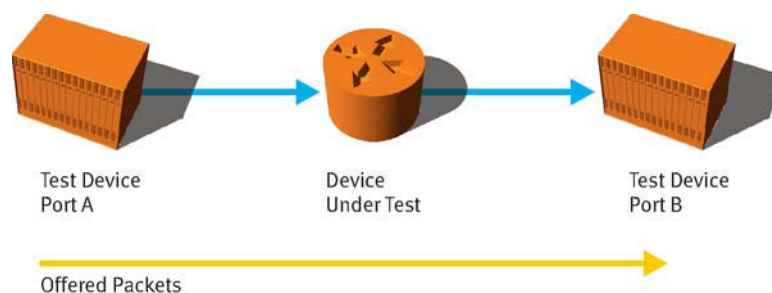 Test Device
Port A
Device
Under Test
Test Device
Port B
Offered Packets